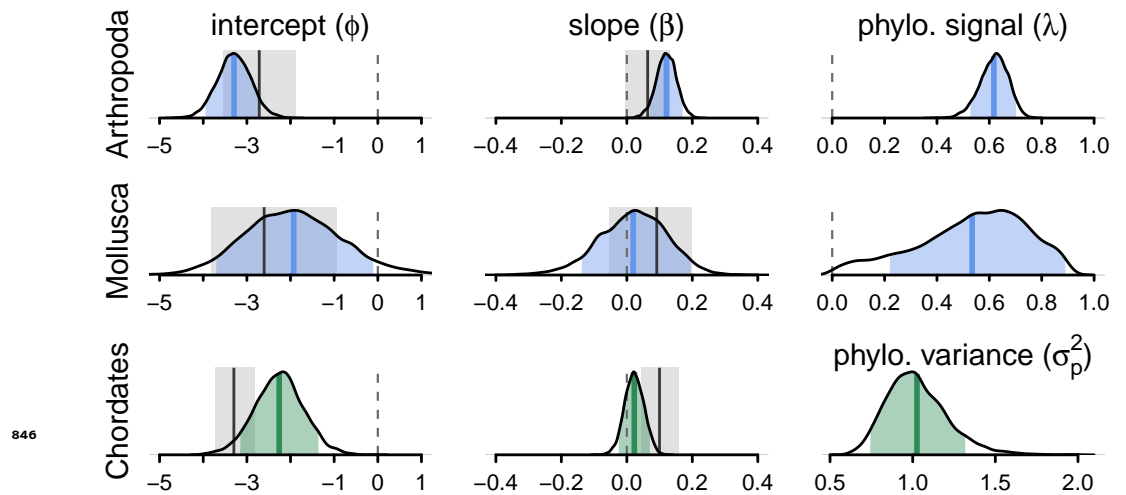 intercept (ϕ)
slope (β)
phylo. signal (λ)
Arthropoda
−5 −3 −1 0 1
−0.4 −0.2 0.0 0.2 0.4
0.0 0.2 0.4 0.6 0.8 1.0
Mollusca
−5 −3 −1 0 1
−0.4 −0.2 0.0 0.2 0.4
0.0 0.2 0.4 0.6 0.8 1.0
phylo. variance (σ²ₚ)
Chordates
846
−5 −3 −1 0 1
−0.4 −0.2 0.0 0.2 0.4
0.5 1.0 1.5 2.0